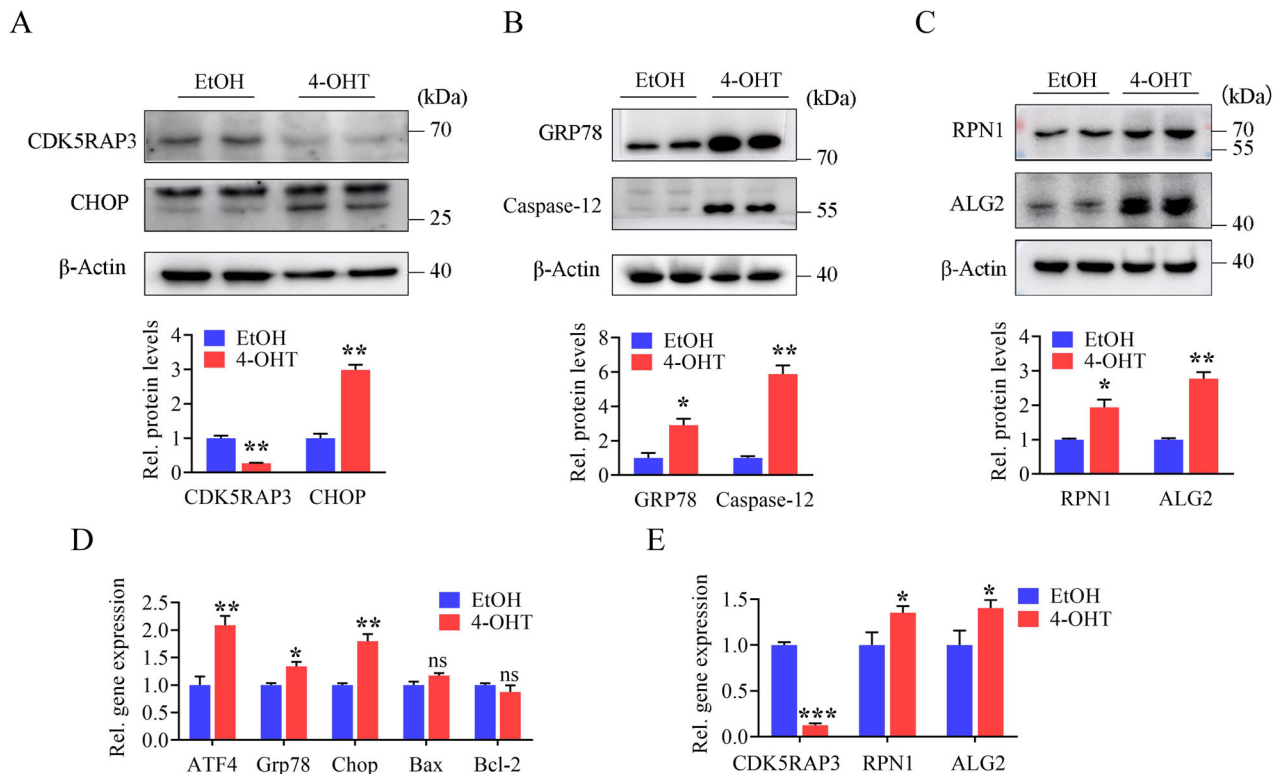 A
EtOH 4-OHT
(kDa)
CDK5RAP3
70
CHOP
25
β-Actin
40
Rel. protein levels
4
3
2
1
0
EtOH
4-OHT
**
**
CDK5RAP3 CHOP
B
EtOH 4-OHT
(kDa)
GRP78
70
Caspase-12
55
β-Actin
40
Rel. protein levels
8
6
4
2
0
EtOH
4-OHT
*
**
GRP78 Caspase-12
C
EtOH 4-OHT
(kDa)
RPN1
70
55
ALG2
40
β-Actin
40
Rel. protein levels
4
3
2
1
0
EtOH
4-OHT
*
**
RPN1 ALG2
D
Rel. gene expression
2.5
2.0
1.5
1.0
0.5
0.0
EtOH
4-OHT
**
*
**
ns
ns
ATF4 Grp78 Chop Bax Bcl-2
E
Rel. gene expression
1.5
1.0
0.5
0.0
EtOH
4-OHT
***
*
*
CDK5RAP3 RPN1 ALG2